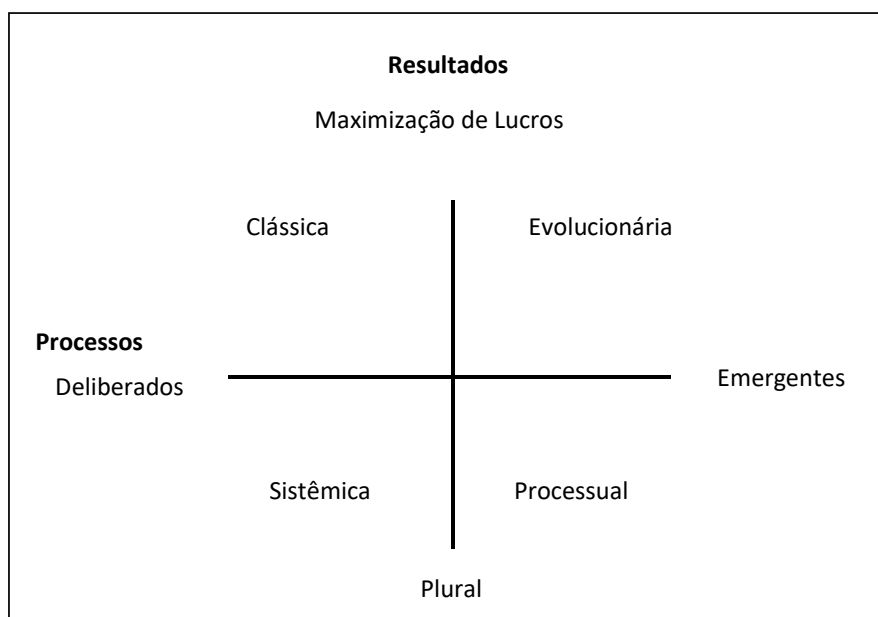 Resultados
Maximização de Lucros
Clássica
Evolucionária
Processos
Deliberados
Emergentes
Sistêmica
Processual
Plural